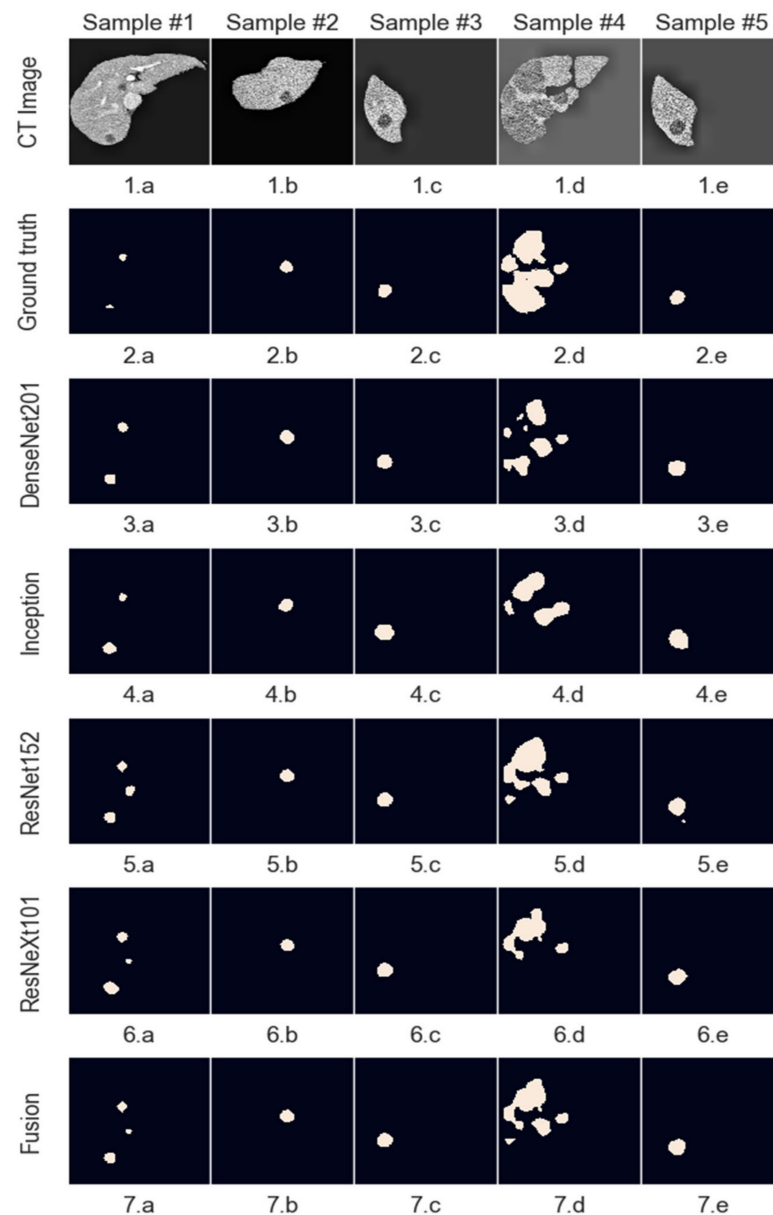 Sample #1 Sample #2 Sample #3 Sample #4 Sample #5
CT Image
1.a 1.b 1.c 1.d 1.e
Ground truth
2.a 2.b 2.c 2.d 2.e
DenseNet201
3.a 3.b 3.c 3.d 3.e
Inception
4.a 4.b 4.c 4.d 4.e
ResNet152
5.a 5.b 5.c 5.d 5.e
ResNeXt101
6.a 6.b 6.c 6.d 6.e
Fusion
7.a 7.b 7.c 7.d 7.e